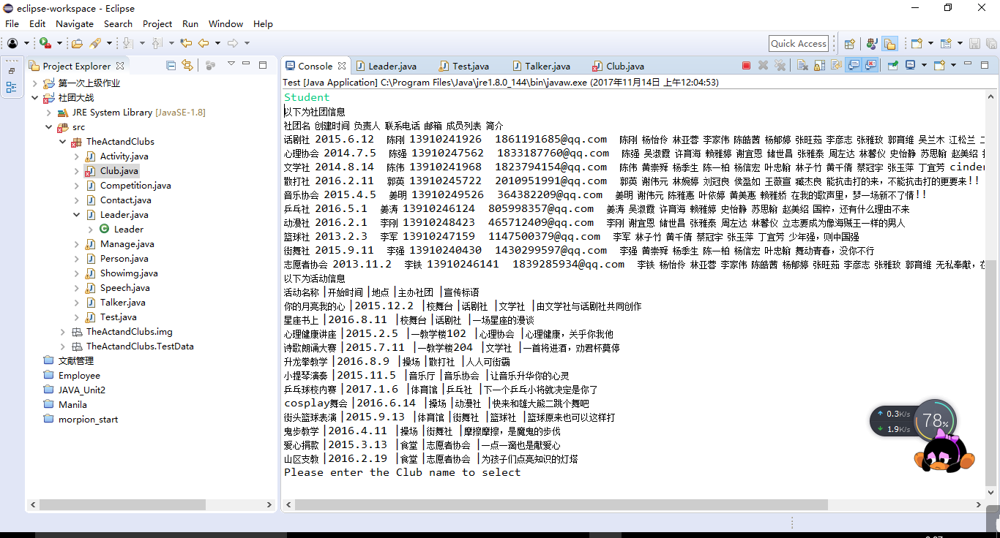 eclipse-workspace - Eclipse
File Edit Navigate Search Project Run Window Help
Quick Access
Project Explorer
Console Leader.java Test.java Talker.java Club.java
第一次上级作业
社团大战
JRE System Library [JavaSE-1.8]
src
TheActandClubs
Activity.java
Club.java
Competition.java
Contact.java
Leader.java
Leader
Manage.java
Person.java
Showimg.java
Speech.java
Talker.java
Test.java
TheActandClubs.img
TheActandClubs.TestData
文献管理
Employee
JAVA_Unit2
Manila
morpion_start
Test [Java Application] C:\Program Files\Java\jre1.8.0_144\bin\javaw.exe (2017年11月14日 上午12:04:53)
Student
以下为社团信息
社团名 创建时间 负责人 联系电话 邮箱 成员列表 简介
话剧社 2015.6.12 陈刚 13910241926 1861191685@qq.com 陈刚 杨怡伶 林亚蓉 李家伟 陈皓茜 杨郁婷 张旺茹 李彦志 张雅玫 郭育维 吴兰木 江松兰
心理协会 2014.7.5 陈强 13910247562 1833187760@qq.com 陈强 吴淑霞 许育海 赖雅婷 谢宜恩 储世昌 张雅泰 周左达 林馨仪 史怡静 苏思翰 赵美绍
文学社 2014.8.14 陈伟 13910241968 1823794154@qq.com 陈伟 黄崇舜 杨季生 陈一柏 杨信宏 叶忠翰 林子竹 黄千倩 蔡冠宇 张玉萍 丁宜芳 cinder
散打社 2016.2.11 郭英 13910245722 2010951991@qq.com 郭英 谢伟元 林婉婷 刘冠良 侯盈如 王薇宣 臧杰良 能抗击打的来，不能抗击打的更要来!!
音乐协会 2015.4.5 姜明 13910249526 364382209@qq.com 姜明 谢伟元 陈雅惠 叶依婷 黄美惠 赖雅娇 在我的歌声里，梦一场新不了情!!
乒乓社 2016.5.1 姜涛 13910246124 805998357@qq.com 姜涛 吴淑霞 许育海 赖雅婷 史怡静 苏思翰 赵美绍 国粹，还有什么理由不来
动漫社 2016.2.1 李刚 13910248423 465712409@qq.com 李刚 谢宜恩 储世昌 张雅泰 周左达 林馨仪 立志要成为像海贼王一样的男人
篮球社 2013.2.3 李军 13910247159 1147500379@qq.com 李军 林子竹 黄千倩 蔡冠宇 张玉萍 丁宜芳 少年强，则中国强
街舞社 2015.9.11 李强 13910240430 1430299597@qq.com 李强 黄崇舜 杨季生 陈一柏 杨信宏 叶忠翰 舞动青春，没你不行
志愿者协会 2013.11.2 李铁 13910246141 1839285934@qq.com 李铁 杨怡伶 林亚蓉 李家伟 陈皓茜 杨郁婷 张旺茹 李彦志 张雅玫 郭育维 无私奉献，
以下为活动信息
活动名称 |开始时间 |地点 |主办社团 |宣传标语
你的月亮我的心 |2015.12.2 |校舞台 |话剧社 |文学社 |由文学社与话剧社共同创作
星座书上 |2016.8.11 |校舞台 |话剧社 |一场星座的漫谈
心理健康讲座 |2015.2.5 |一教学楼102 |心理协会 |心理健康，关乎你我他
诗歌朗诵大赛 |2015.7.11 |一教学楼204 |文学社 |一首将进酒，劝君杯莫停
升龙拳教学 |2016.8.9 |操场 |散打社 |人人可街霸
小提琴演奏 |2015.11.5 |音乐厅 |音乐协会 |让音乐升华你的心灵
乒乓球校内赛 |2017.1.6 |体育馆 |乒乓社 |下一个乒乓小将就决定是你了
cosplay舞会 |2016.6.14 |操场 |动漫社 |快来和雄大能二跳个舞吧
街头篮球表演 |2015.9.13 |体育馆 |街舞社 |篮球社 |篮球原来也可以这样打
鬼步教学 |2016.4.11 |操场 |街舞社 |摩擦摩擦，是魔鬼的步伐
爱心捐款 |2015.3.13 |食堂 |志愿者协会 |一点一滴也是献爱心
山区支教 |2016.2.19 |食堂 |志愿者协会 |为孩子们点亮知识的灯塔
Please enter the Club name to select
0.3K/s
1.9K/s
78%